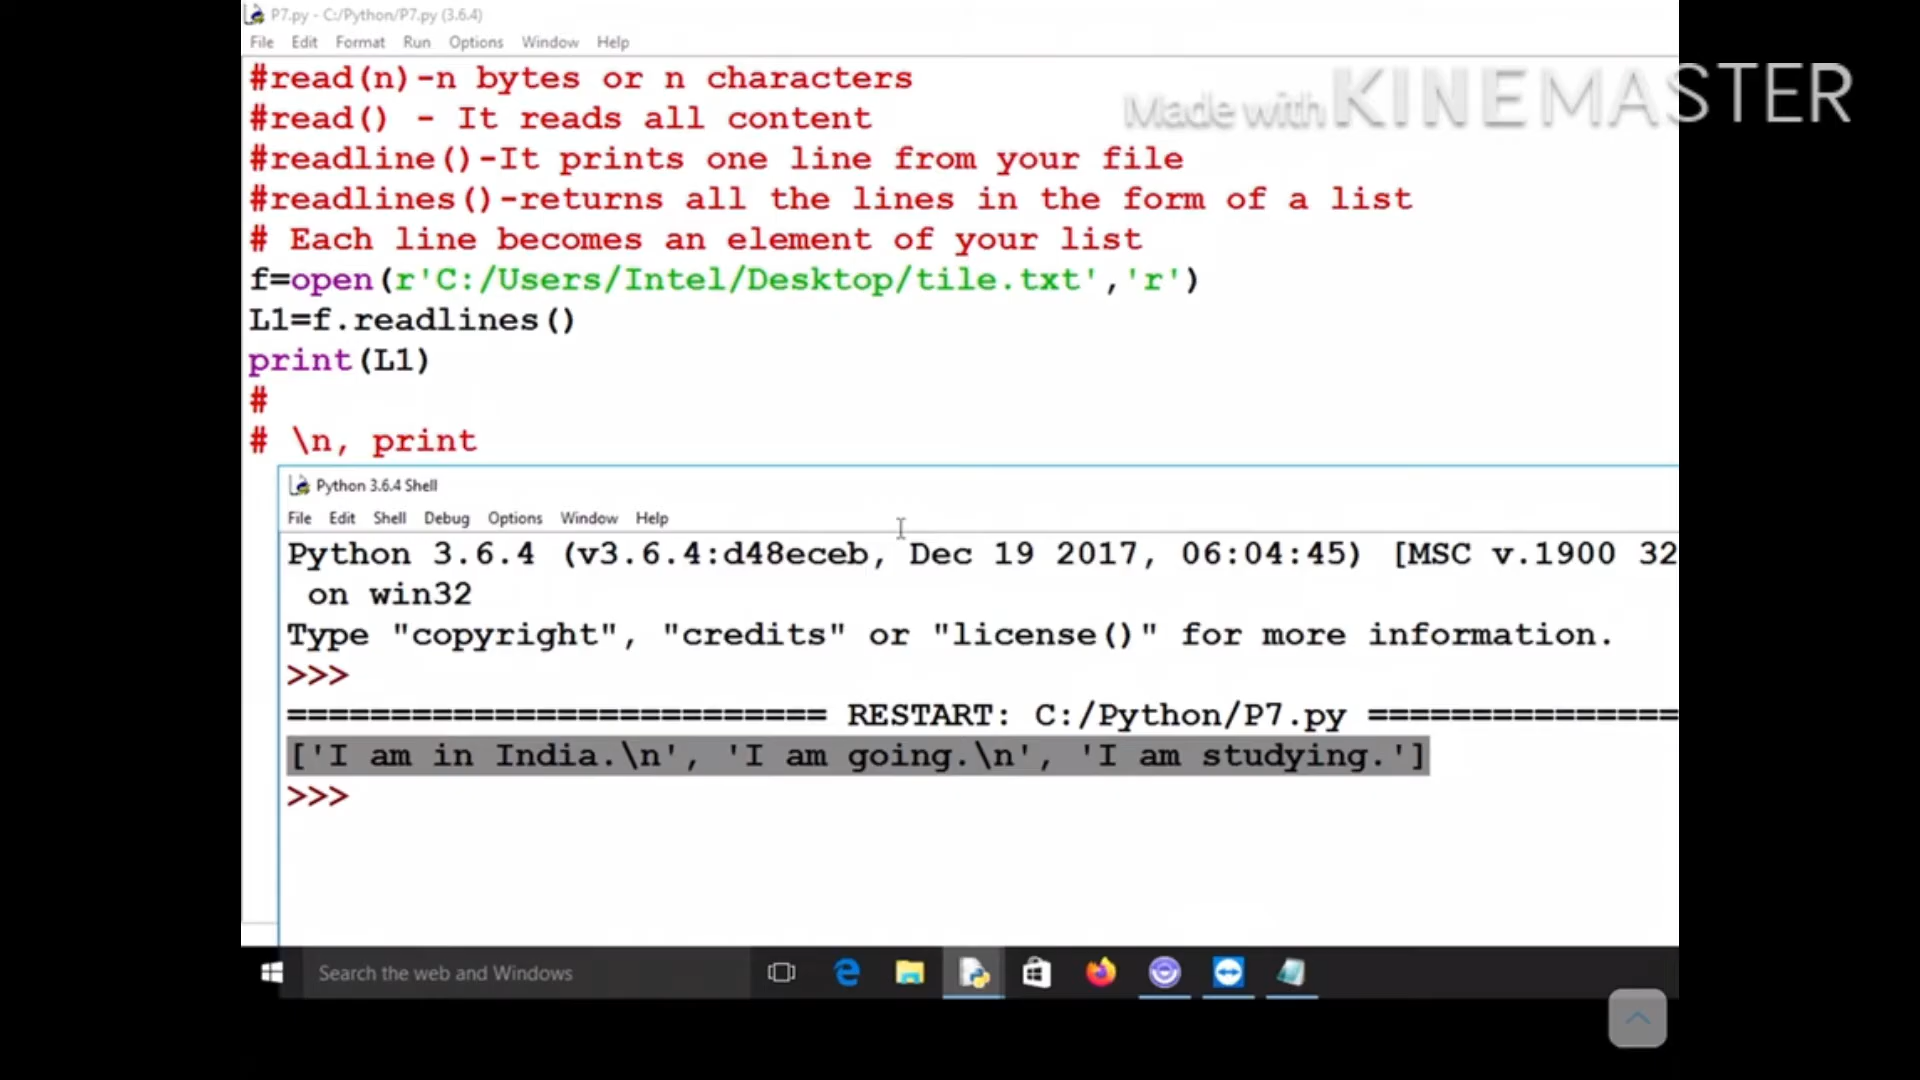 P7.py - C:/Python/P7.py (3.6.4)
File Edit Format Run Options Window Help
#read(n)-n bytes or n characters
Made with KINEMASTER
#read() - It reads all content
#readline()-It prints one line from your file
#readlines()-returns all the lines in the form of a list
# Each line becomes an element of your list
f=open(r'C:/Users/Intel/Desktop/tile.txt','r')
L1=f.readlines()
print(L1)
#
# \n, print
Python 3.6.4 Shell
File Edit Shell Debug Options Window Help
Python 3.6.4 (v3.6.4:d48eceb, Dec 19 2017, 06:04:45) [MSC v.1900 32
on win32
Type "copyright", "credits" or "license()" for more information.
>>>
========================== RESTART: C:/Python/P7.py ===============
['I am in India.\n', 'I am going.\n', 'I am studying.']
>>>
Search the web and Windows